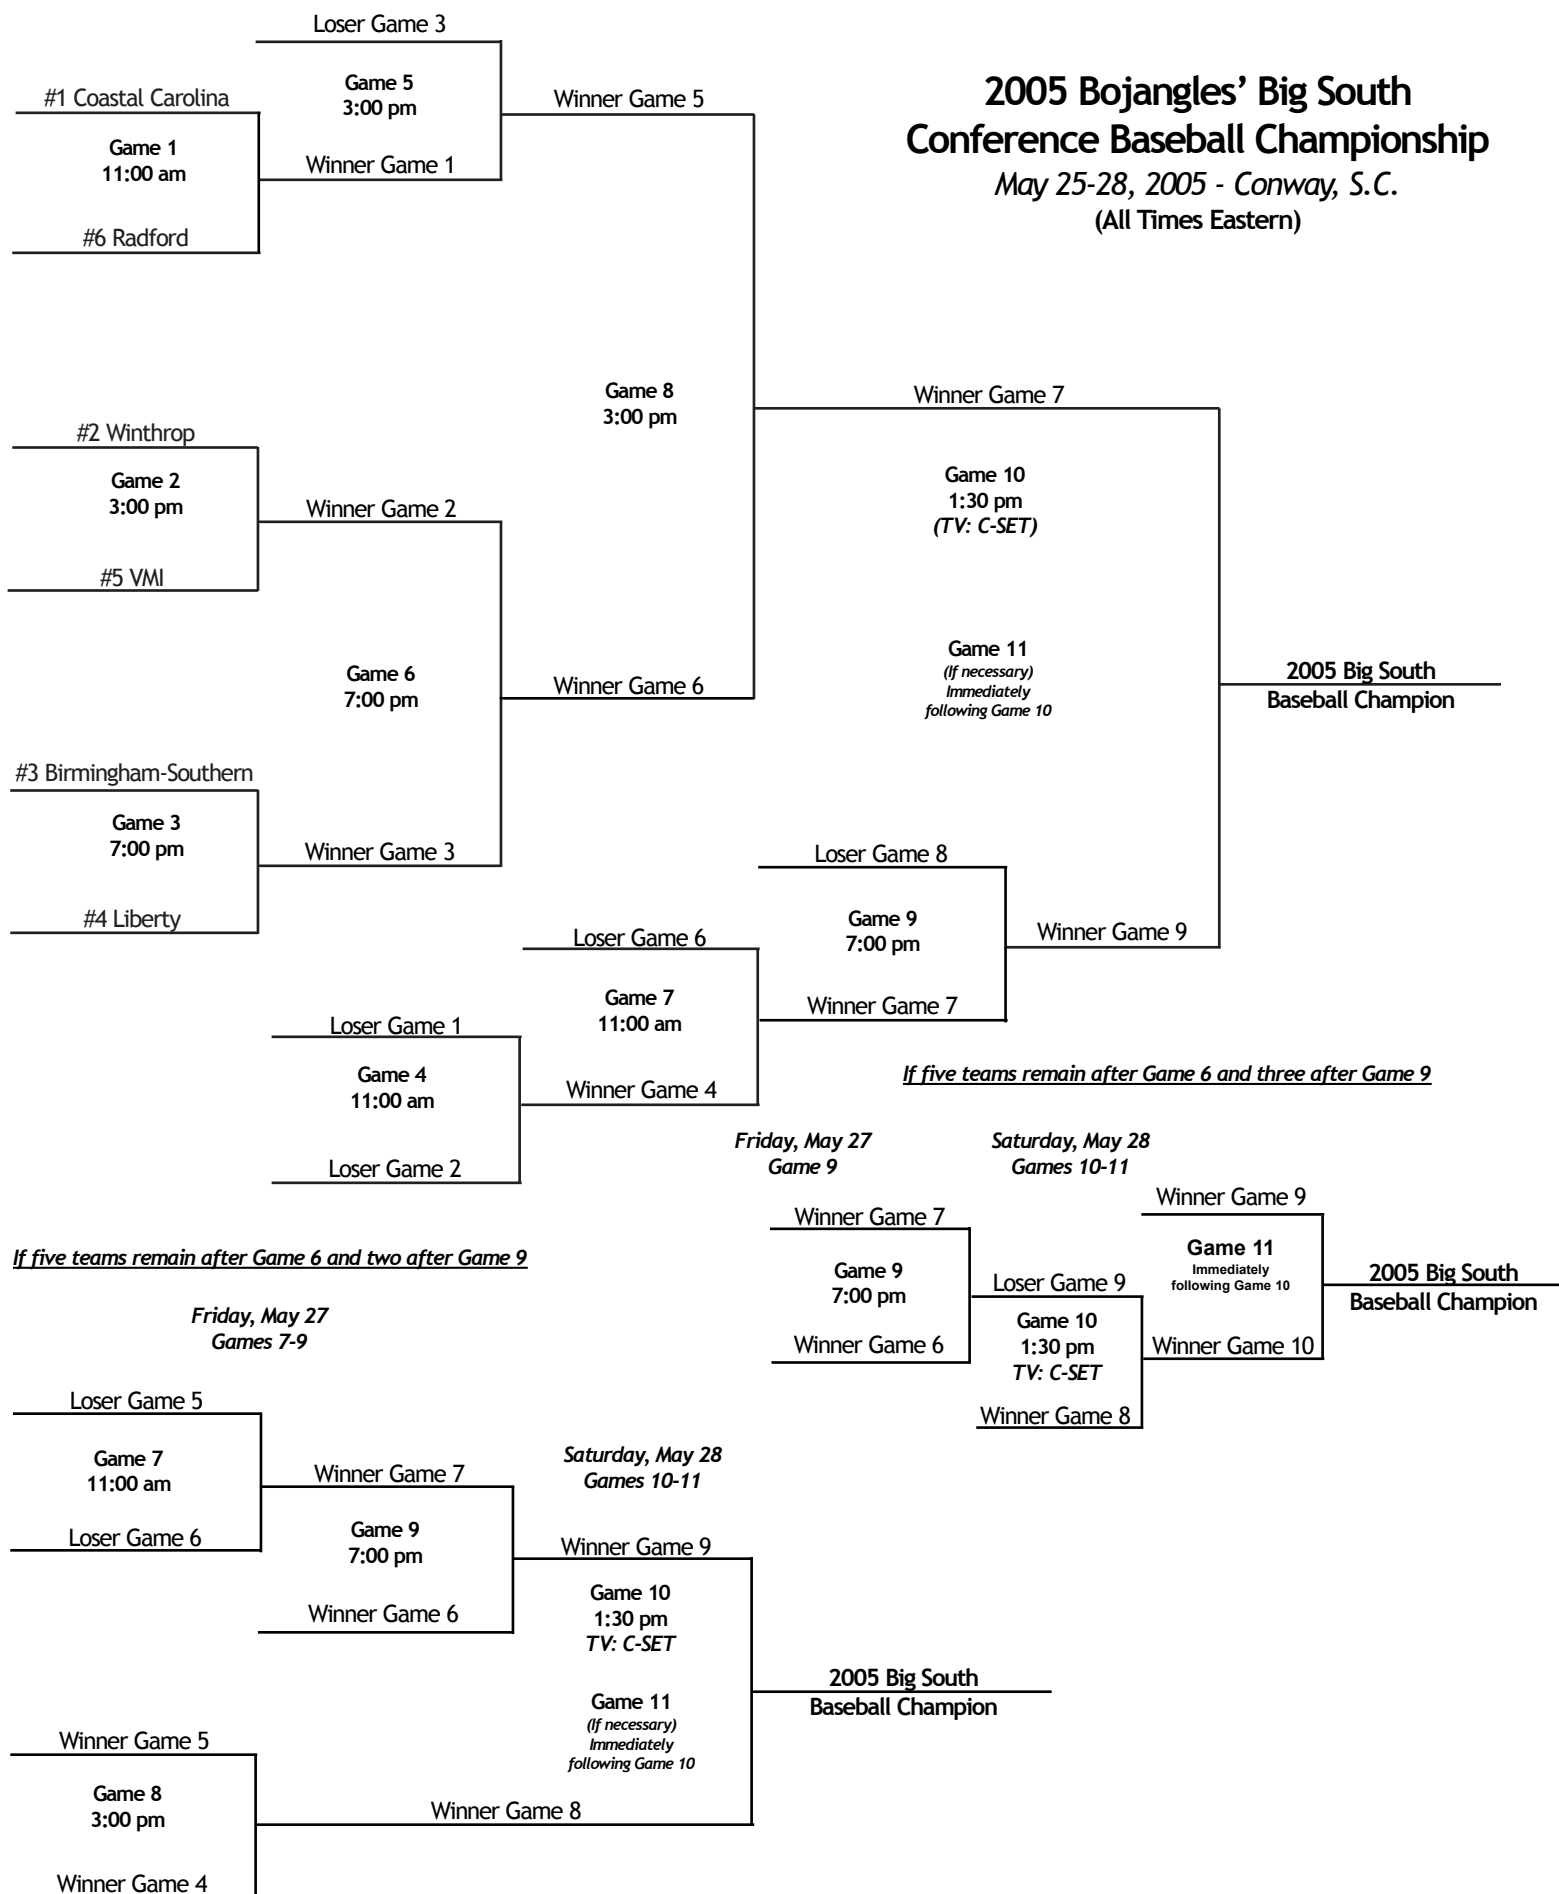 2005 Bojangles’ Big South
Conference Baseball Championship
May 25-28, 2005 - Conway, S.C.
(All Times Eastern)
Loser Game 3
Game 5
3:00 pm
#1 Coastal Carolina
Winner Game 5
Game 1
11:00 am
Winner Game 1
#6 Radford
Game 8
3:00 pm
Winner Game 7
#2 Winthrop
Game 2
3:00 pm
Winner Game 2
#5 VMI
Game 10
1:30 pm
(TV: C-SET)
Game 6
7:00 pm
Winner Game 6
Game 11
(If necessary)
Immediately
following Game 10
2005 Big South
Baseball Champion
#3 Birmingham-Southern
Game 3
7:00 pm
Winner Game 3
#4 Liberty
Loser Game 8
Game 9
7:00 pm
Winner Game 9
Loser Game 6
Game 7
11:00 am
Winner Game 7
Loser Game 1
Game 4
11:00 am
Winner Game 4
Loser Game 2
If five teams remain after Game 6 and three after Game 9
Friday, May 27
Game 9
Saturday, May 28
Games 10-11
Winner Game 7
Game 9
7:00 pm
Winner Game 6
Loser Game 9
Game 10
1:30 pm
TV: C-SET
Winner Game 8
Winner Game 9
Game 11
Immediately
following Game 10
Winner Game 10
2005 Big South
Baseball Champion
If five teams remain after Game 6 and two after Game 9
Friday, May 27
Games 7-9
Loser Game 5
Game 7
11:00 am
Loser Game 6
Winner Game 7
Game 9
7:00 pm
Winner Game 6
Saturday, May 28
Games 10-11
Winner Game 9
Game 10
1:30 pm
TV: C-SET
Game 11
(If necessary)
Immediately
following Game 10
2005 Big South
Baseball Champion
Winner Game 5
Game 8
3:00 pm
Winner Game 8
Winner Game 4